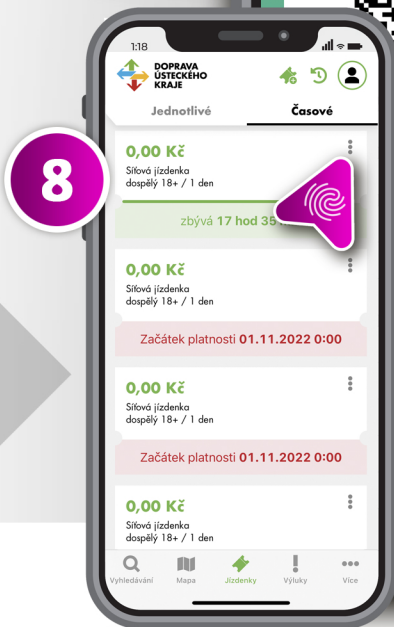 8
1:18
DOPRAVA
ÚSTECKÉHO
KRAJE
Jednotlivé
Časové
0,00 Kč
Síťová jízdenka
dospělý 18+ / 1 den
zbývá 17 hod 35
0,00 Kč
Síťová jízdenka
dospělý 18+ / 1 den
Začátek platnosti 01.11.2022 0:00
0,00 Kč
Síťová jízdenka
dospělý 18+ / 1 den
Začátek platnosti 01.11.2022 0:00
0,00 Kč
Síťová jízdenka
dospělý 18+ / 1 den
Vyhledávání
Mapa
Jízdenky
Výluky
Více